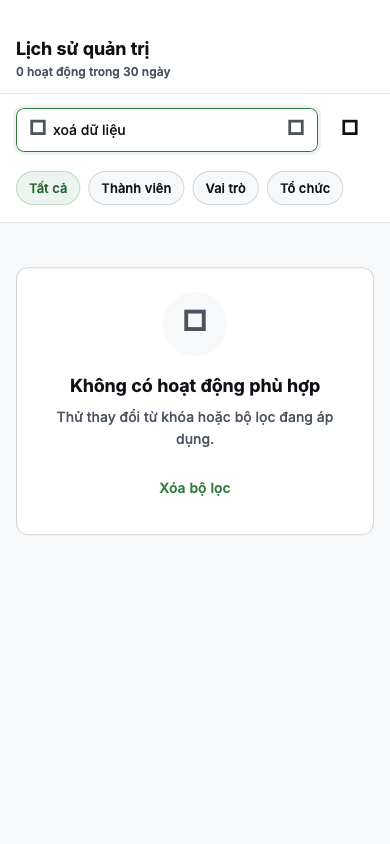 Lịch sử quản trị
0 hoạt động trong 30 ngày
xoá dữ liệu
Tất cả
Thành viên
Vai trò
Tổ chức
Không có hoạt động phù hợp
Thử thay đổi từ khóa hoặc bộ lọc đang áp
dụng.
Xóa bộ lọc